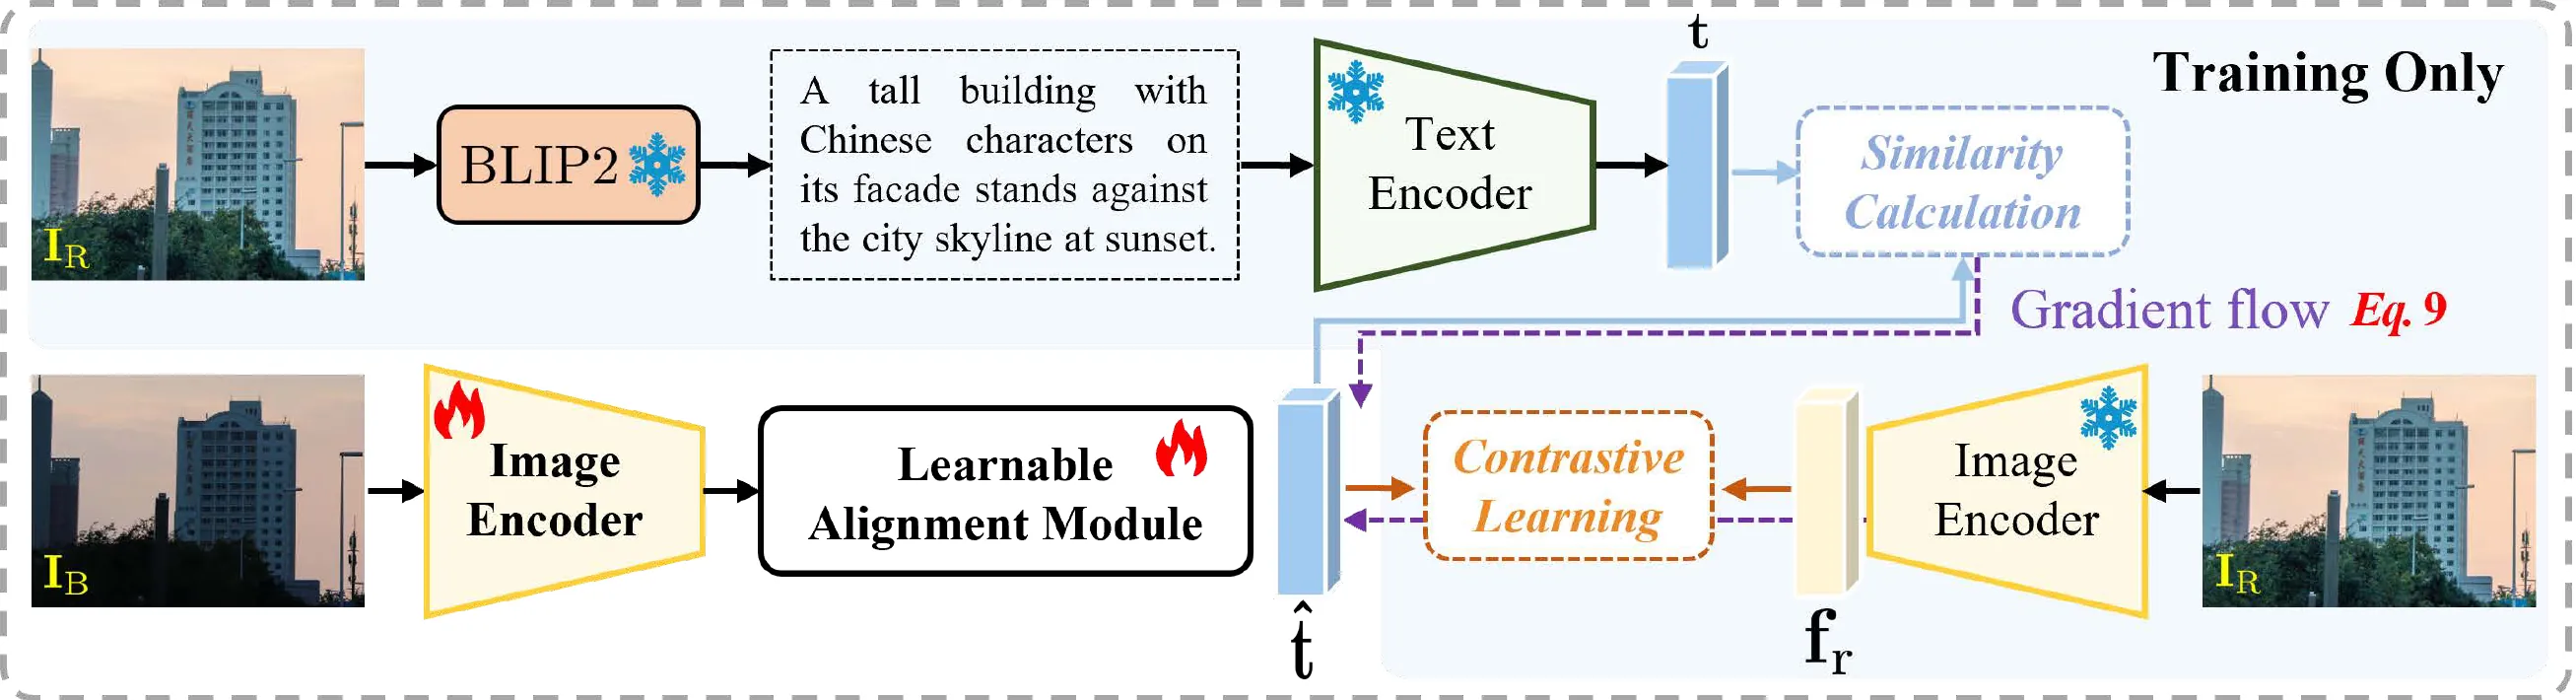 t
Training Only
I_R
BLIP2
A tall building with
Chinese characters on
its facade stands against
the city skyline at sunset.
Text
Encoder
Similarity
Calculation
Gradient flow Eq. 9
I_B
Image
Encoder
Learnable
Alignment Module
t̂
Contrastive
Learning
f_r
Image
Encoder
I_R